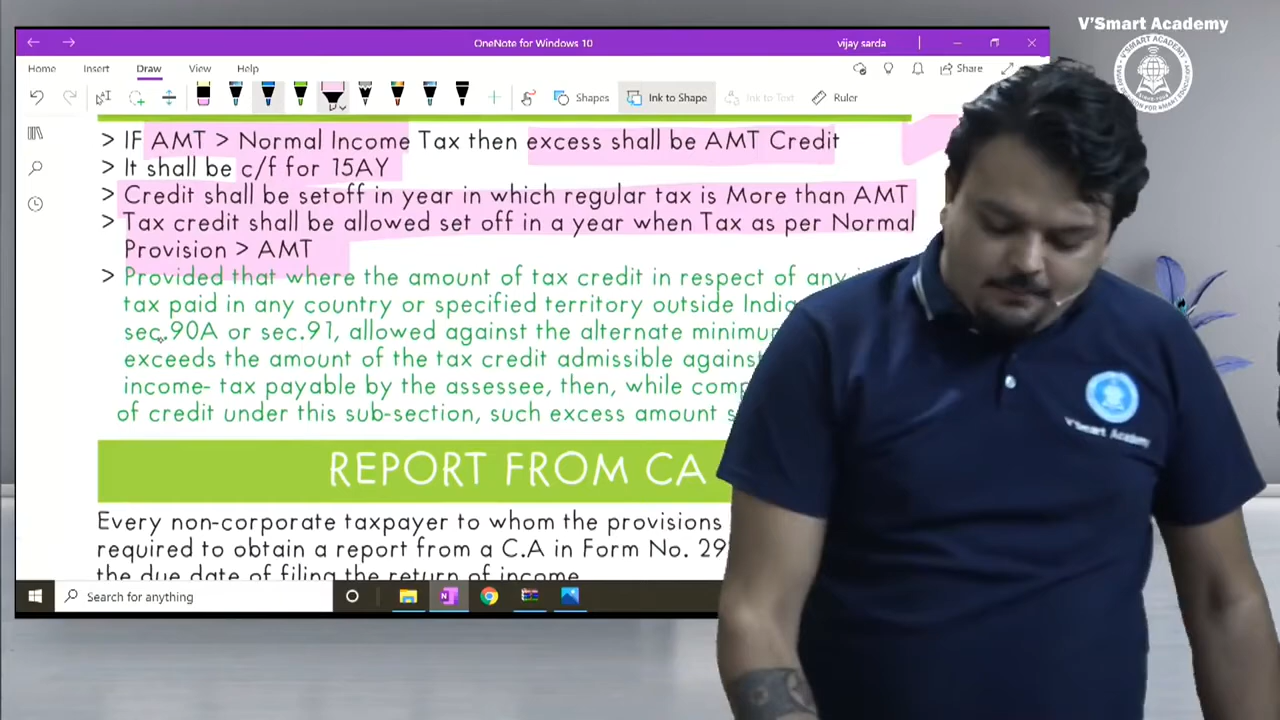 V'Smart Academy
OneNote for Windows 10
vijay sarda
Home Insert Draw View Help
Share
Shapes Ink to Shape Ink to Text Ruler
> IF AMT > Normal Income Tax then excess shall be AMT Credit
> It shall be c/f for 15AY
> Credit shall be setoff in year in which regular tax is More than AMT
> Tax credit shall be allowed set off in a year when Tax as per Normal
Provision > AMT
> Provided that where the amount of tax credit in respect of any
tax paid in any country or specified territory outside India
sec.90A or sec.91, allowed against the alternate minimum
exceeds the amount of the tax credit admissible against
income- tax payable by the assessee, then, while
of credit under this sub-section, such excess amount
REPORT FROM CA
Every non-corporate taxpayer to whom the provisions
required to obtain a report from a C.A in Form No. 29
the due date of filing the return of income
Search for anything
V'Smart Academy